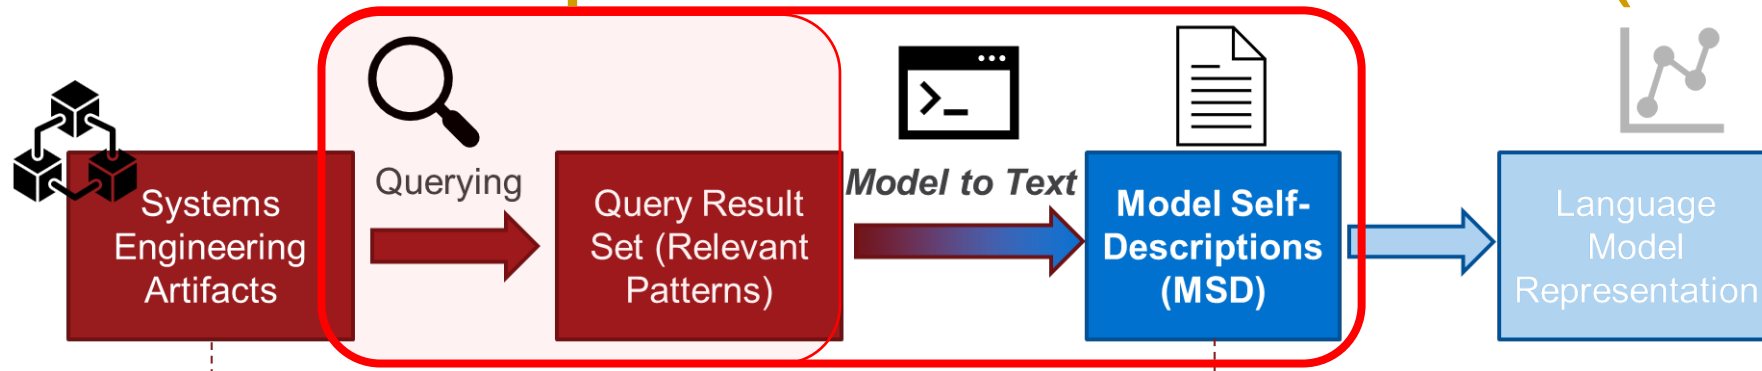 Querying
Model to Text
Systems
Engineering
Artifacts
Query Result
Set (Relevant
Patterns)
Model Self-
Descriptions
(MSD)
Language
Model
Representation